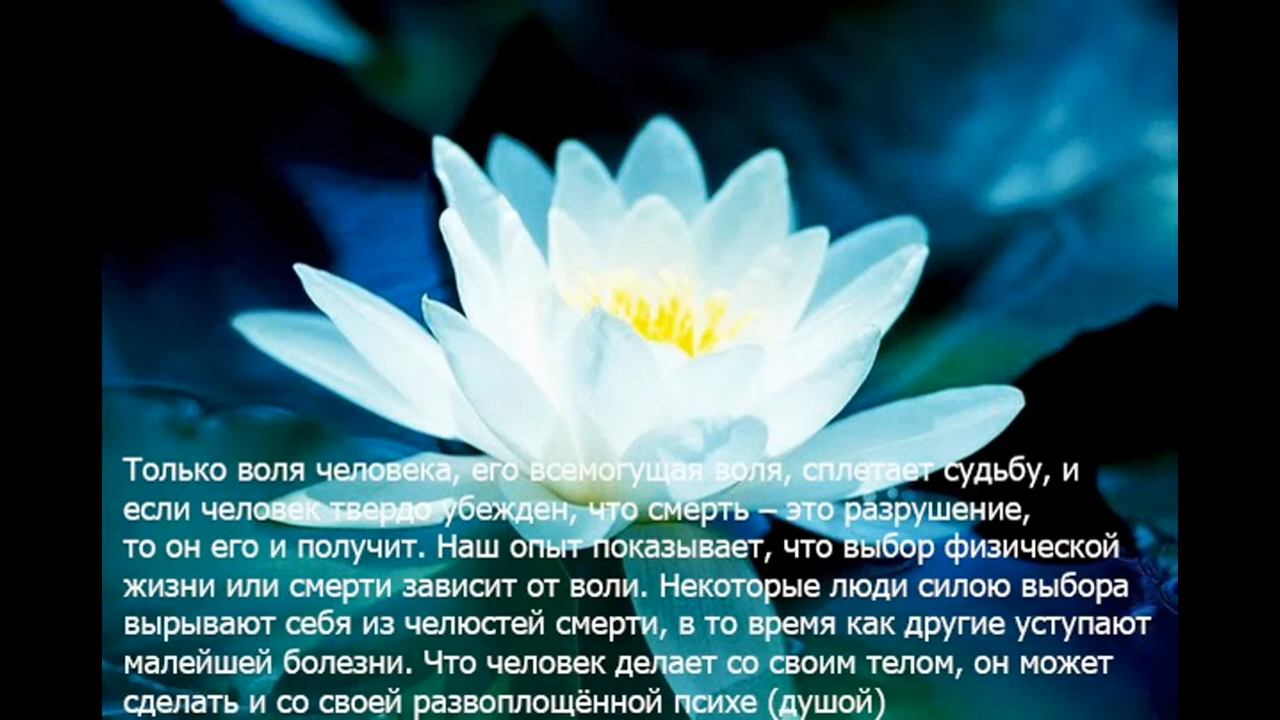 Только воля человека, его всемогущая воля, сплетает судьбу, и
если человек твердо убежден, что смерть – это разрушение,
то он его и получит. Наш опыт показывает, что выбор физической
жизни или смерти зависит от воли. Некоторые люди силою выбора
вырывают себя из челюстей смерти, в то время как другие уступают
малейшей болезни. Что человек делает со своим телом, он может
сделать и со своей развоплощённой психе (душой)